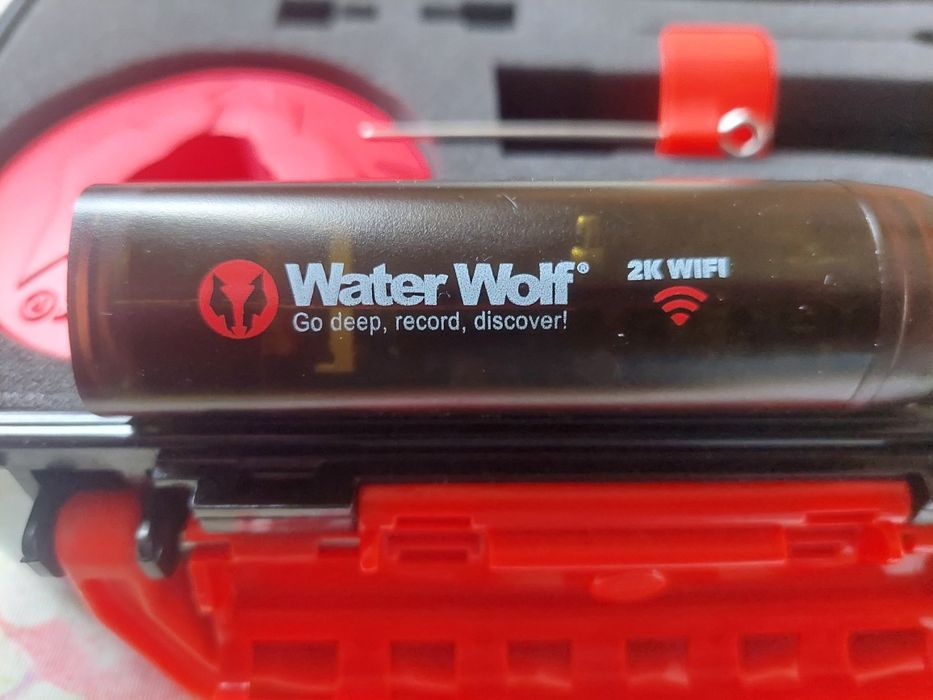 Water Wolf®
Go deep, record, discover!
2K WIFI